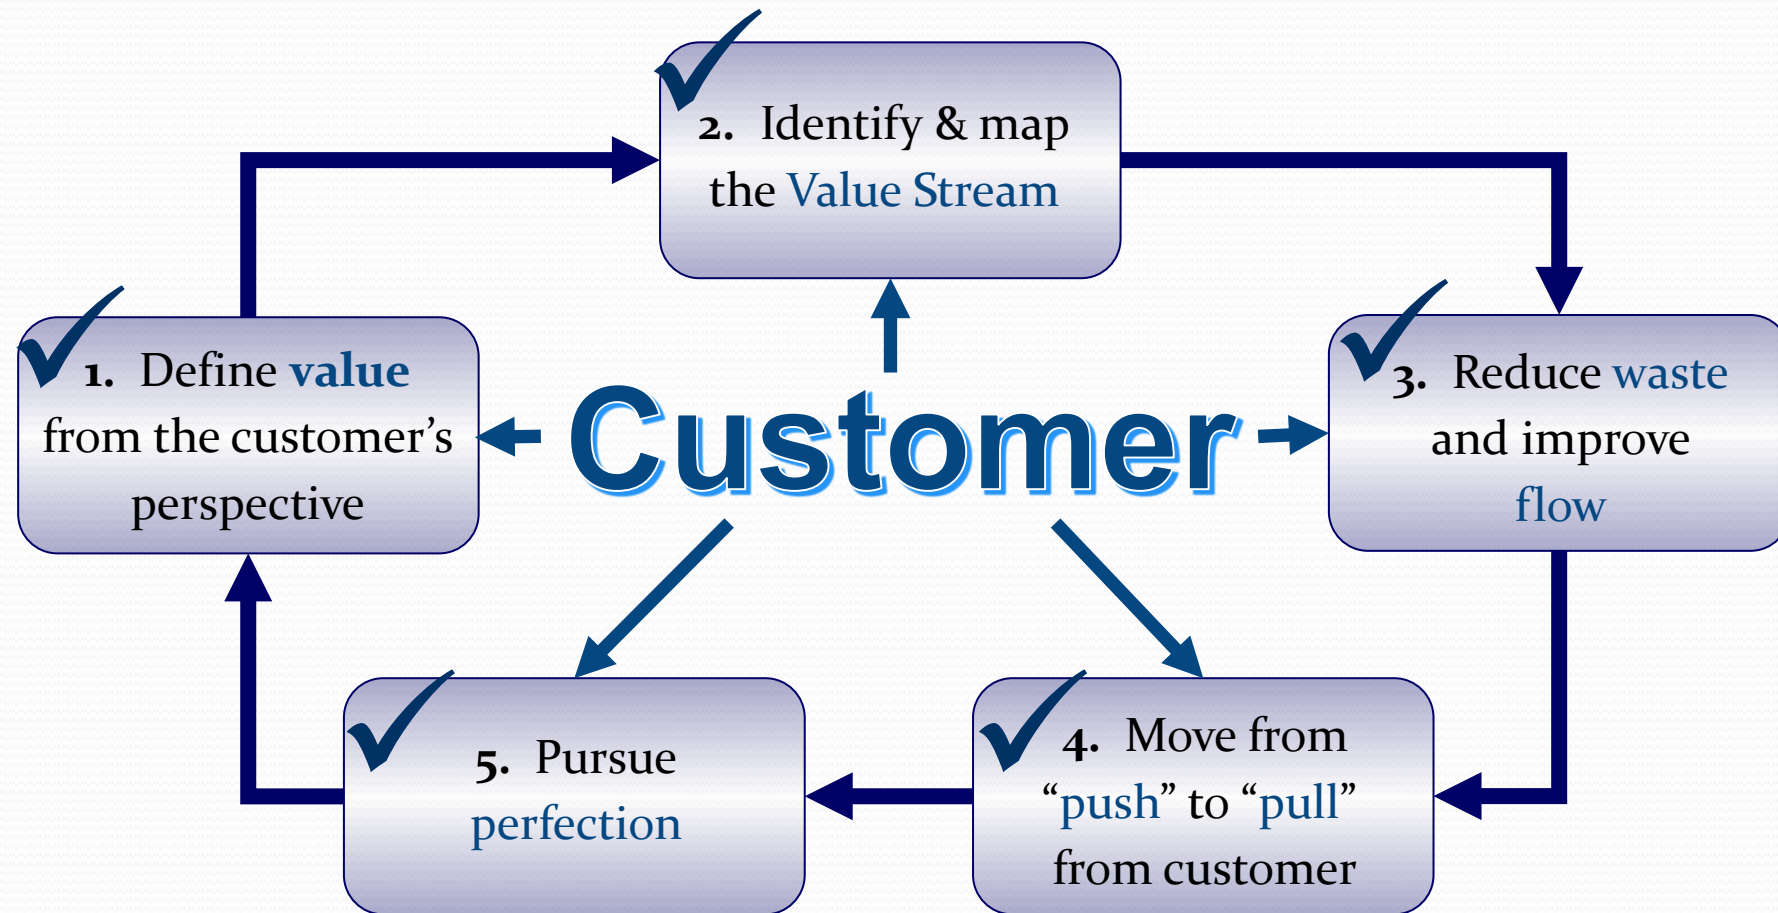 2. Identify & map
the Value Stream
1. Define value
from the customer’s
perspective
Customer
3. Reduce waste
and improve
flow
5. Pursue
perfection
4. Move from
“push” to “pull”
from customer